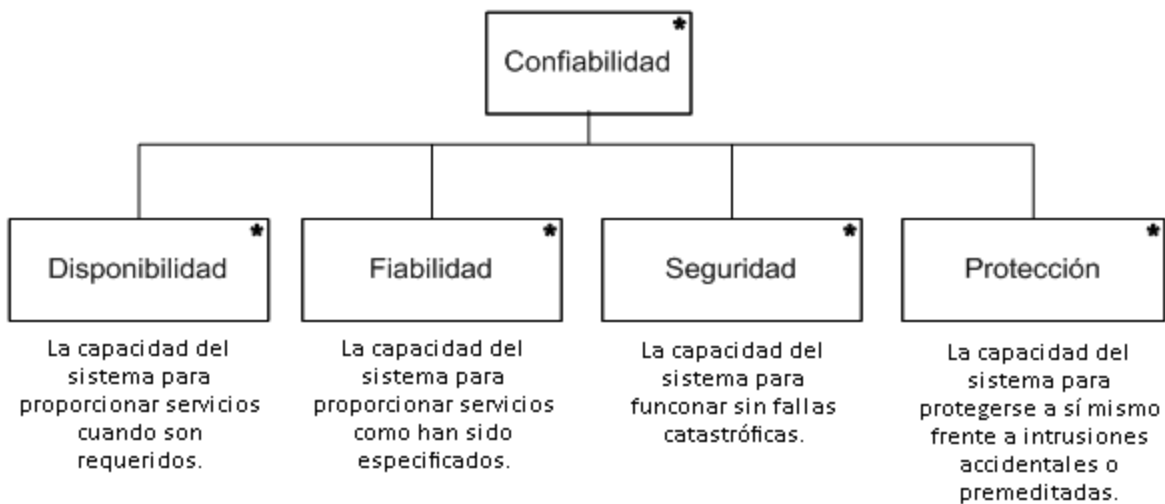 *
Confiabilidad
*
Disponibilidad
*
Fiabilidad
*
Seguridad
*
Protección
La capacidad del
sistema para
proporcionar servicios
cuando son
requeridos.
La capacidad del
sistema para
proporcionar servicios
como han sido
especificados.
La capacidad del
sistema para
funconar sin fallas
catastróficas.
La capacidad del
sistema para
protegerse a sí mismo
frente a intrusiones
accidentales o
premeditadas.